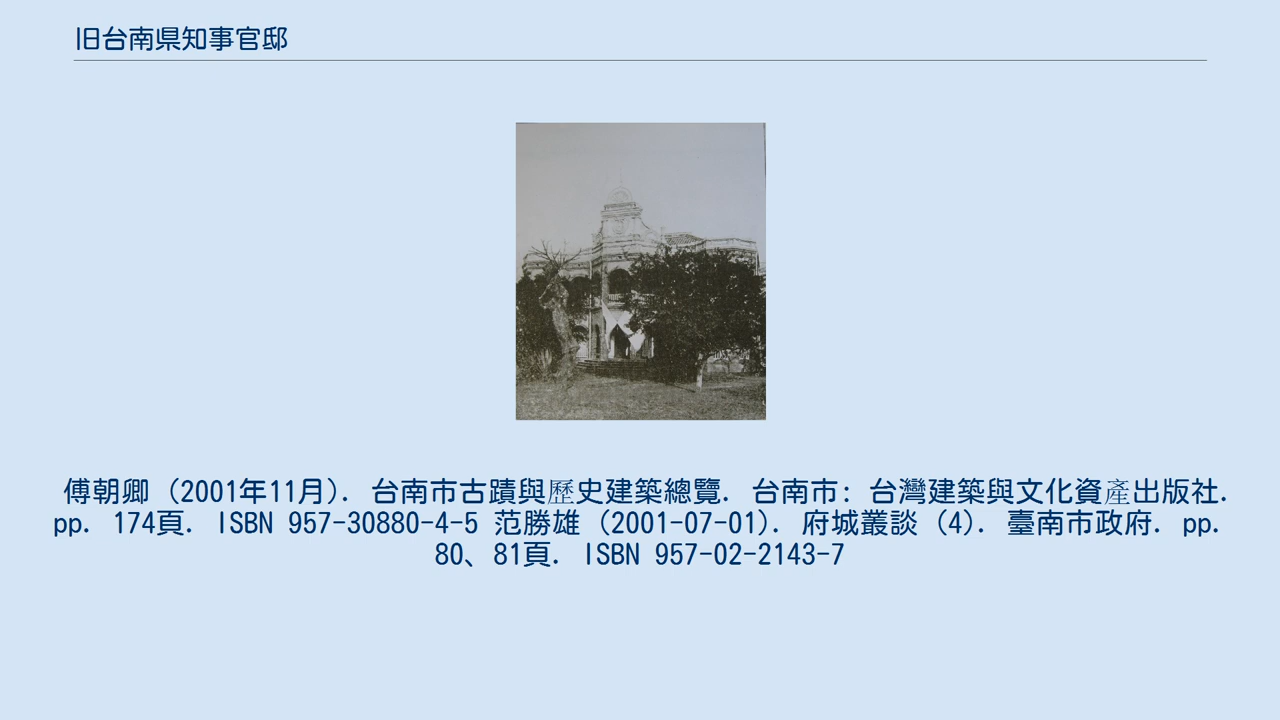 旧台南県知事官邸
傅朝卿 (2001年11月). 台南市古蹟與歷史建築總覽. 台南市: 台灣建築與文化資產出版社.
pp. 174頁. ISBN 957-30880-4-5 范勝雄 (2001-07-01). 府城叢談 (4). 臺南市政府. pp.
80、81頁. ISBN 957-02-2143-7